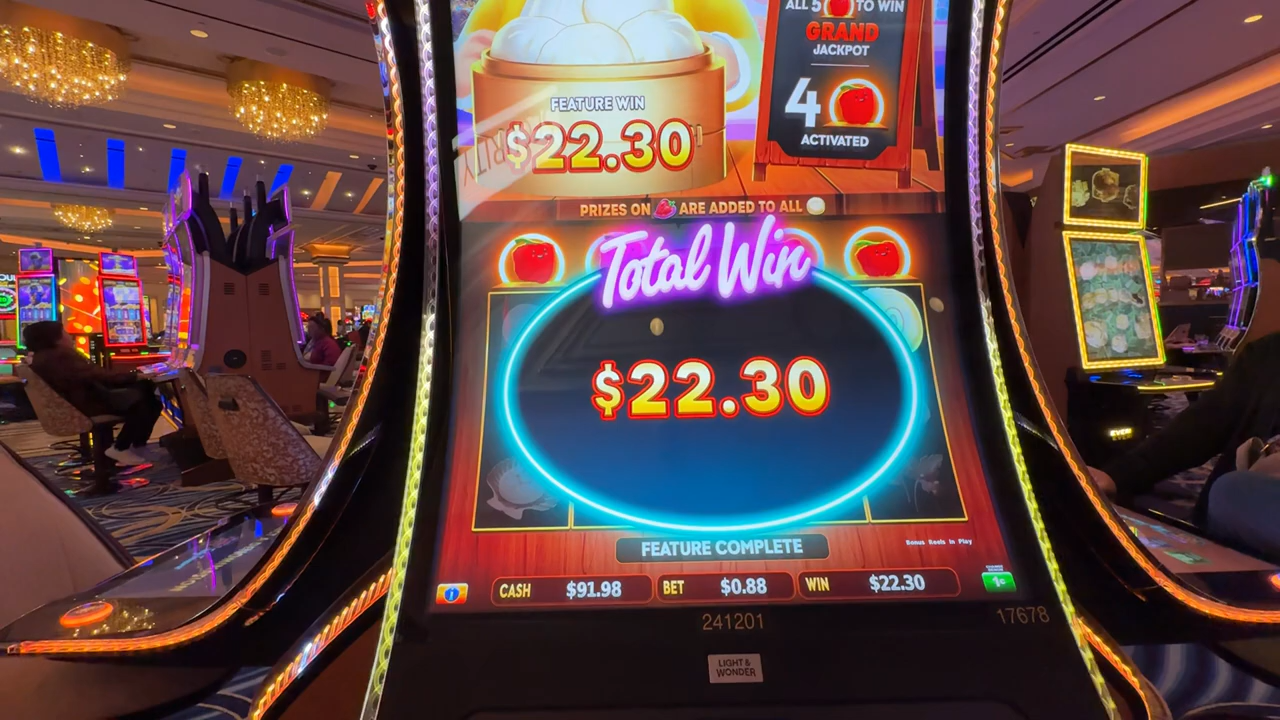 ALL 5 TO WIN
GRAND
JACKPOT
4
ACTIVATED
FEATURE WIN
$22.30
PRIZES ON ARE ADDED TO ALL
Total Win
$22.30
FEATURE COMPLETE
Bonus Reels in Play
CASH $91.98 BET $0.88 WIN $22.30
1¢
241201
17678
LIGHT &
WONDER